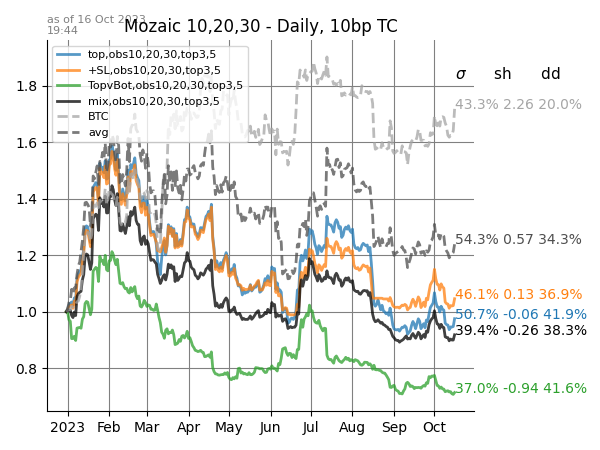 as of 16 Oct 2023
19:44
Mozaic 10,20,30 - Daily, 10bp TC
top,obs10,20,30,top3,5
+SL,obs10,20,30,top3,5
TopvBot,obs10,20,30,top3,5
mix,obs10,20,30,top3,5
BTC
avg
σ sh dd
43.3% 2.26 20.0%
54.3% 0.57 34.3%
46.1% 0.13 36.9%
50.7% -0.06 41.9%
39.4% -0.26 38.3%
37.0% -0.94 41.6%
1.8
1.6
1.4
1.2
1.0
0.8
2023 Feb Mar Apr May Jun Jul Aug Sep Oct